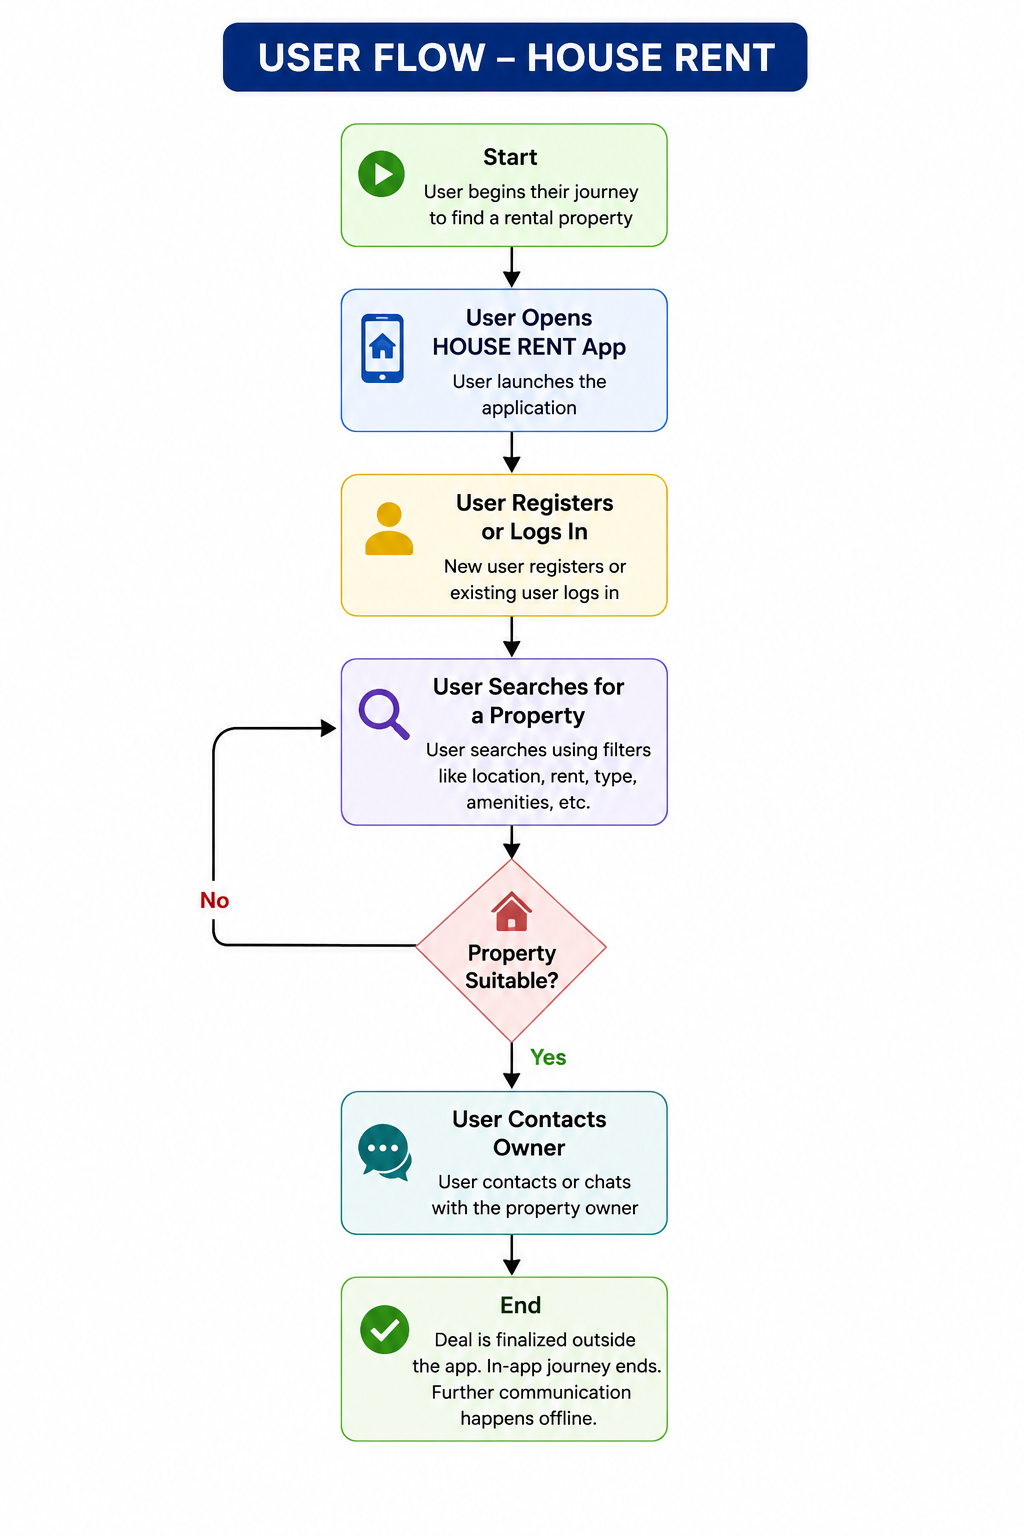 USER FLOW – HOUSE RENT
Start
User begins their journey
to find a rental property
User Opens
HOUSE RENT App
User launches the
application
User Registers
or Logs In
New user registers or
existing user logs in
User Searches for
a Property
User searches using filters
like location, rent, type,
amenities, etc.
No
Property
Suitable?
Yes
User Contacts
Owner
User contacts or chats
with the property owner
End
Deal is finalized outside
the app. In-app journey ends.
Further communication
happens offline.